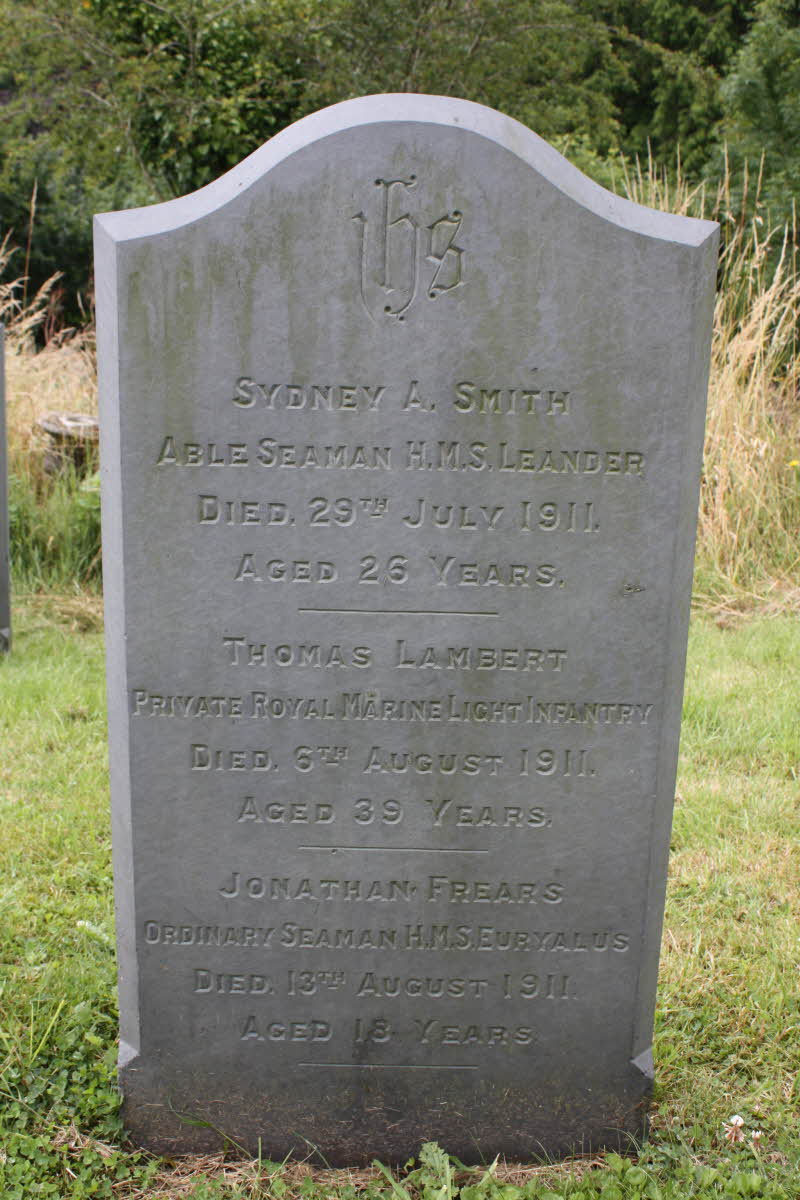 IHS
SYDNEY A. SMITH
ABLE SEAMAN H.M.S. LEANDER
DIED. 29TH JULY 1911.
AGED 26 YEARS.
THOMAS LAMBERT
PRIVATE ROYAL MARINE LIGHT INFANTRY
DIED. 6TH AUGUST 1911.
AGED 39 YEARS.
JONATHAN FREARS
ORDINARY SEAMAN H.M.S. EURYALUS
DIED. 13TH AUGUST 1911.
AGED 18 YEARS